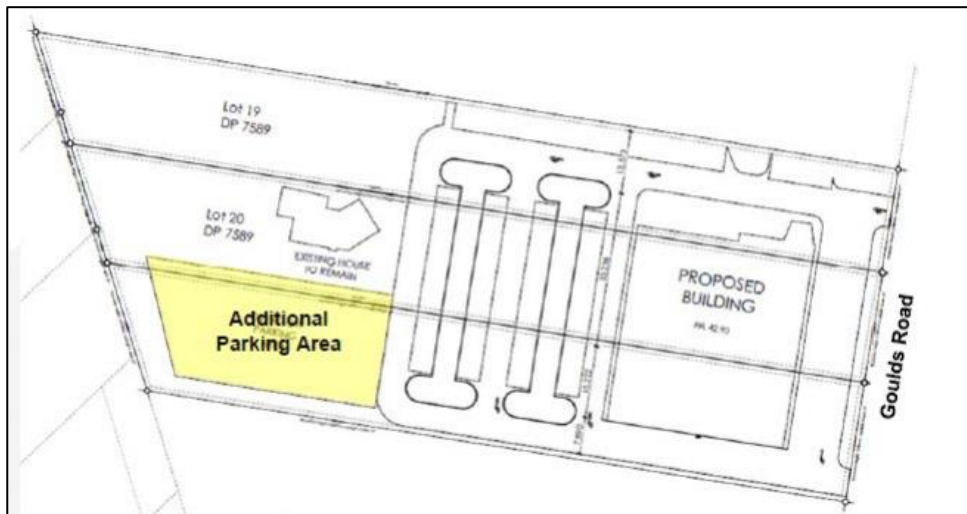 Lot 19
DP 7589
Lot 20
DP 7589
EXISTING HOUSE
TO REMAIN
Additional
Parking Area
PROPOSED
BUILDING
Goulds Road